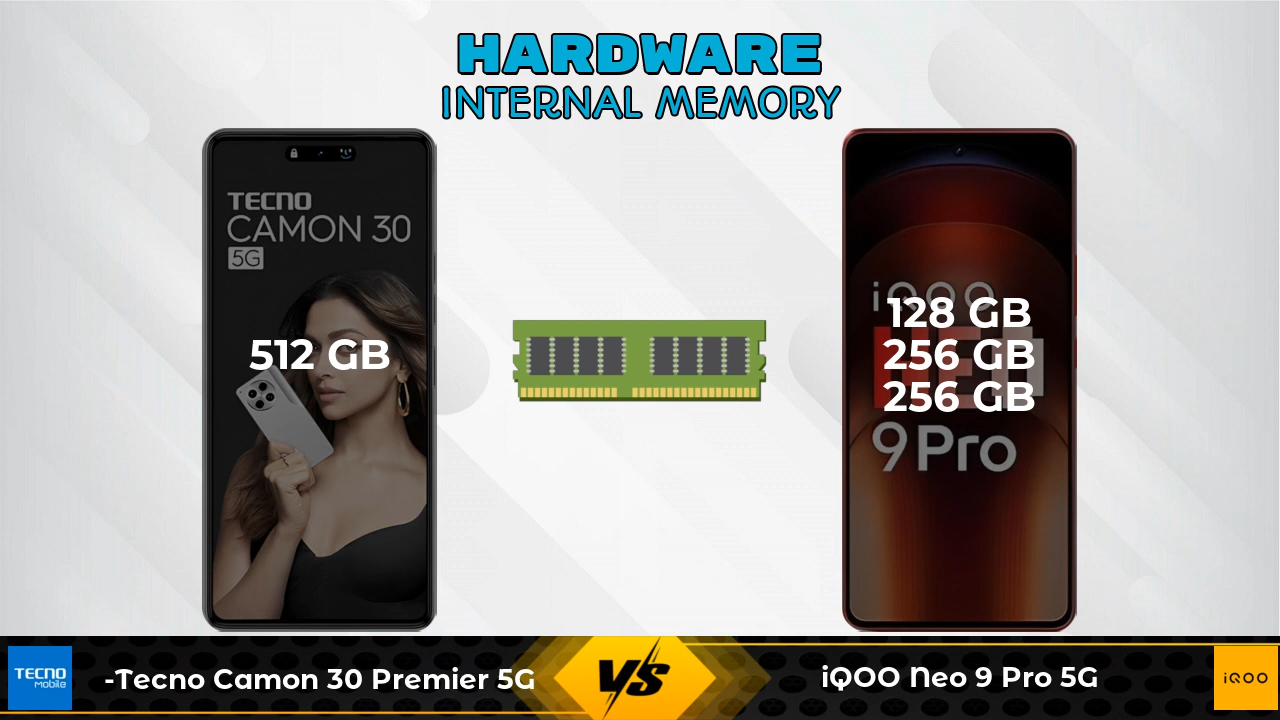 HARDWARE
INTERNAL MEMORY
TECNO
CAMON 30
5G
512 GB
iQOO
128 GB
256 GB
256 GB
9 Pro
TECNO
mobile
-Tecno Camon 30 Premier 5G
VS
iQOO Neo 9 Pro 5G
iQOO